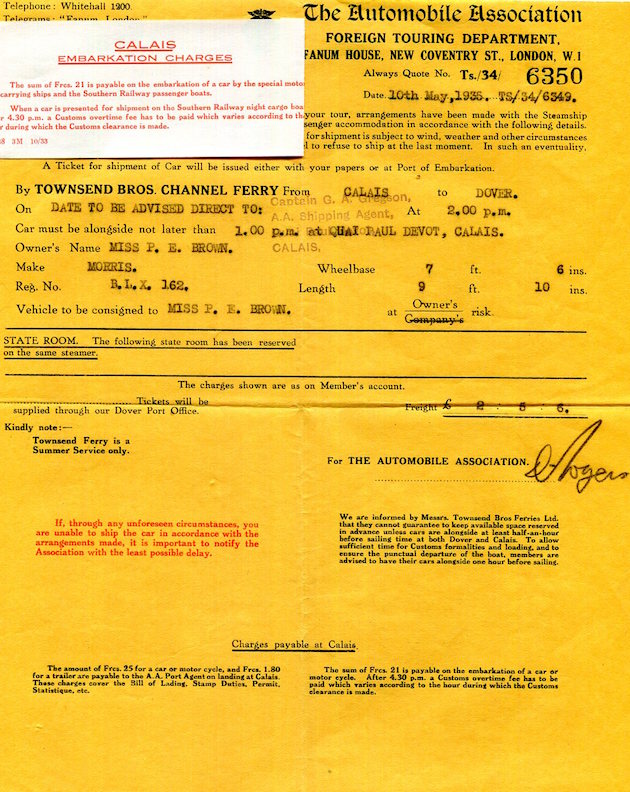 Telephone: Whitehall 1200.
Telegrams: "Fanum, London."
The Automobile Association
FOREIGN TOURING DEPARTMENT,
FANUM HOUSE, NEW COVENTRY ST., LONDON, W.1
Always Quote No. Ts./34/ 6350
Date. 10th May, 1935. TS/34/6349.
CALAIS
EMBARKATION CHARGES
The sum of Frcs. 21 is payable on the embarkation of a car by the special motor
carrying ships and the Southern Railway passenger boats.
When a car is presented for shipment on the Southern Railway night cargo boa
r 4.30 p.m. a Customs overtime fee has to be paid which varies according to th
r during which the Customs clearance is made.
3M 10/33
your tour, arrangements have been made with the Steamship
senger accommodation in accordance with the following details.
for shipment is subject to wind, weather and other circumstances
l to refuse to ship at the last moment. In such an eventuality,
A Ticket for shipment of Car will be issued either with your papers or at Port of Embarkation.
By TOWNSEND BROS. CHANNEL FERRY From CALAIS to DOVER.
On DATE TO BE ADVISED DIRECT TO: Captain G. A. Gregson, A.A. Shipping Agent, At 2.00 p.m.
Car must be alongside not later than 1.00 p.m. at QUAI PAUL DEVOT, CALAIS.
Owner's Name MISS P. E. BROWN. CALAIS,
Make MORRIS. Wheelbase 7 ft. 6 ins.
Reg. No. B.L.X. 162. Length 9 ft. 10 ins.
Vehicle to be consigned to MISS P. E. BROWN. at Owner's Company's risk.
STATE ROOM. The following state room has been reserved
on the same steamer.
The charges shown are as on Member's account.
Tickets will be
supplied through our Dover Port Office.
Freight £ 2 : 5 : 6.
Kindly note:—
Townsend Ferry is a
Summer Service only.
For THE AUTOMOBILE ASSOCIATION.
D Rogers
If, through any unforeseen circumstances, you
are unable to ship the car in accordance with the
arrangements made, it is important to notify the
Association with the least possible delay.
We are informed by Messrs. Townsend Bros Ferries Ltd.
that they cannot guarantee to keep available space reserved
in advance unless cars are alongside at least half-an-hour
before sailing time at both Dover and Calais. To allow
sufficient time for Customs formalities and loading, and to
ensure the punctual departure of the boat, members are
advised to have their cars alongside one hour before sailing.
Charges payable at Calais.
The amount of Frcs. 25 for a car or motor cycle, and Frcs. 1.80
for a trailer are payable to the A.A. Port Agent on landing at Calais.
These charges cover the Bill of Lading, Stamp Duties, Permit,
Statistique, etc.
The sum of Frcs. 21 is payable on the embarkation of a car or
motor cycle. After 4.30 p.m. a Customs overtime fee has to be
paid which varies according to the hour during which the Customs
clearance is made.